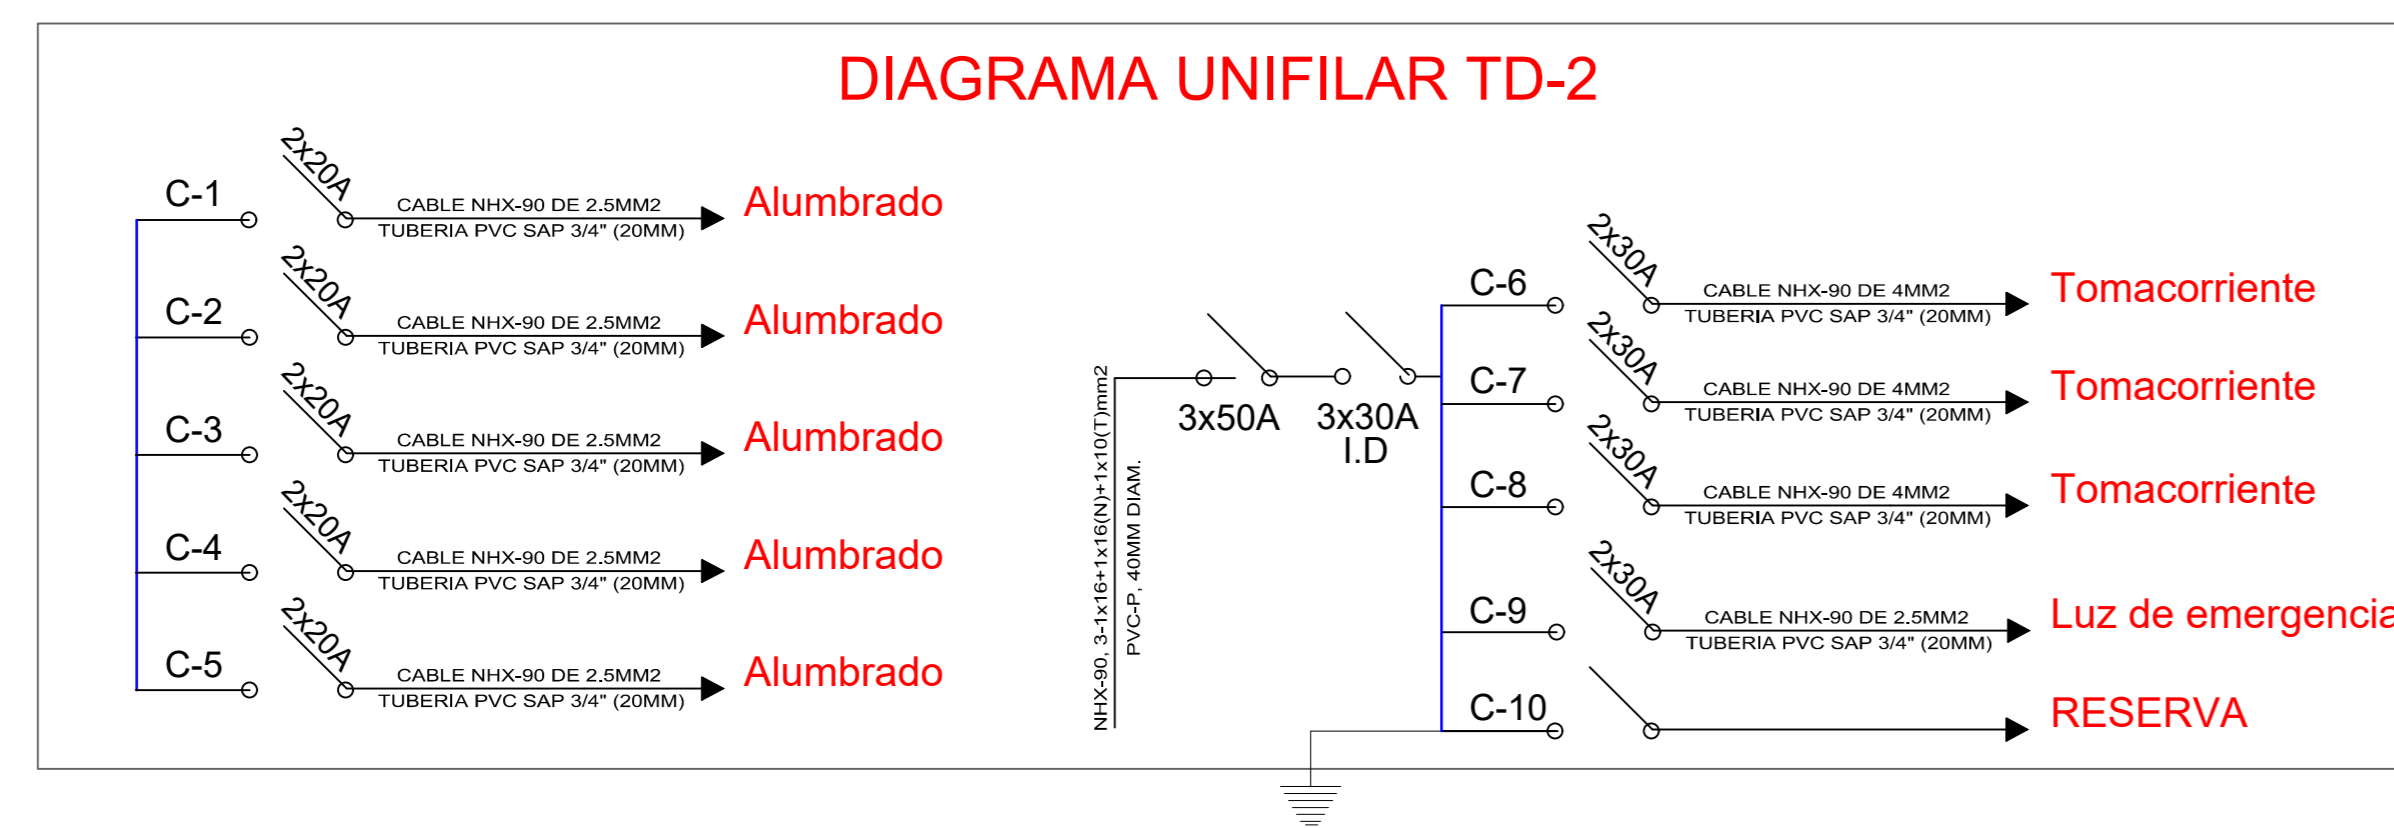 DIAGRAMA UNIFILAR TD-2
C-1
2x20A
CABLE NHX-90 DE 2.5MM2
TUBERIA PVC SAP 3/4" (20MM)
Alumbrado
C-2
2x20A
CABLE NHX-90 DE 2.5MM2
TUBERIA PVC SAP 3/4" (20MM)
Alumbrado
C-3
2x20A
CABLE NHX-90 DE 2.5MM2
TUBERIA PVC SAP 3/4" (20MM)
Alumbrado
C-4
2x20A
CABLE NHX-90 DE 2.5MM2
TUBERIA PVC SAP 3/4" (20MM)
Alumbrado
C-5
2x20A
CABLE NHX-90 DE 2.5MM2
TUBERIA PVC SAP 3/4" (20MM)
Alumbrado
NHX-90, 3-1x16+1x16(N)+1x10(T)mm2
PVC-P, 40MM DIAM.
3x50A
3x30A
I.D
C-6
2x30A
CABLE NHX-90 DE 4MM2
TUBERIA PVC SAP 3/4" (20MM)
Tomacorriente
C-7
2x30A
CABLE NHX-90 DE 4MM2
TUBERIA PVC SAP 3/4" (20MM)
Tomacorriente
C-8
2x30A
CABLE NHX-90 DE 4MM2
TUBERIA PVC SAP 3/4" (20MM)
Tomacorriente
C-9
2x30A
CABLE NHX-90 DE 2.5MM2
TUBERIA PVC SAP 3/4" (20MM)
Luz de emergencia
C-10
RESERVA